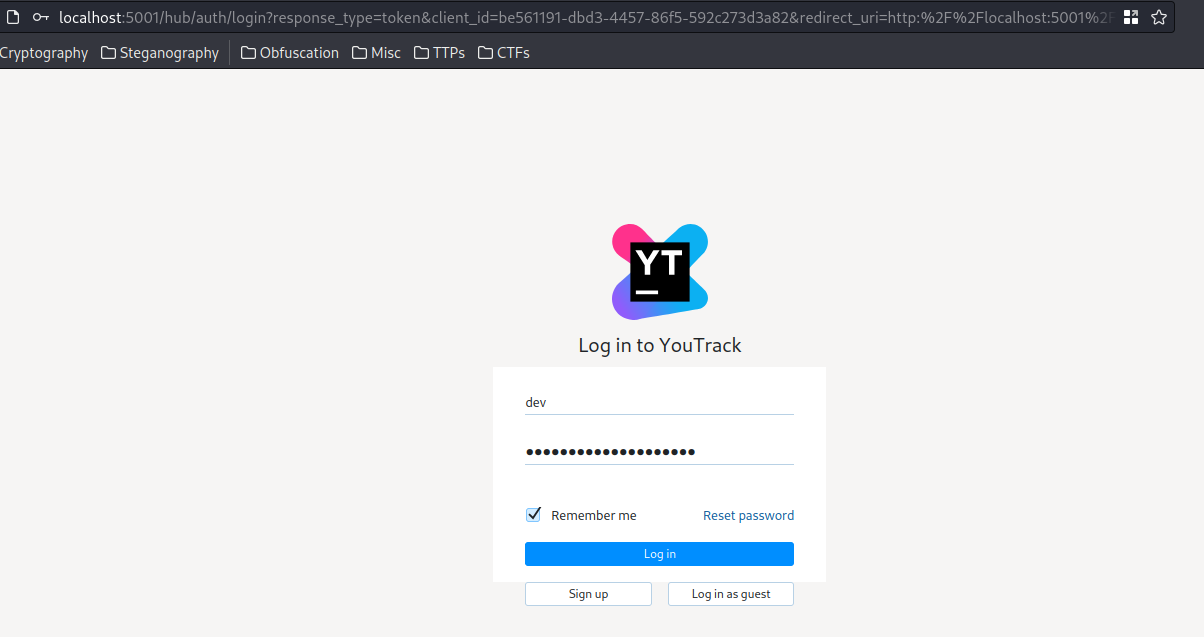 localhost:5001/hub/auth/login?response_type=token&client_id=be561191-dbd3-4457-86f5-592c273d3a82&redirect_uri=http:%2F%2Flocalhost:5001%2F
Cryptography Steganography Obfuscation Misc TTPs CTFs
YT
Log in to YouTrack
dev
••••••••••••••••••••
Remember me Reset password
Log in
Sign up Log in as guest